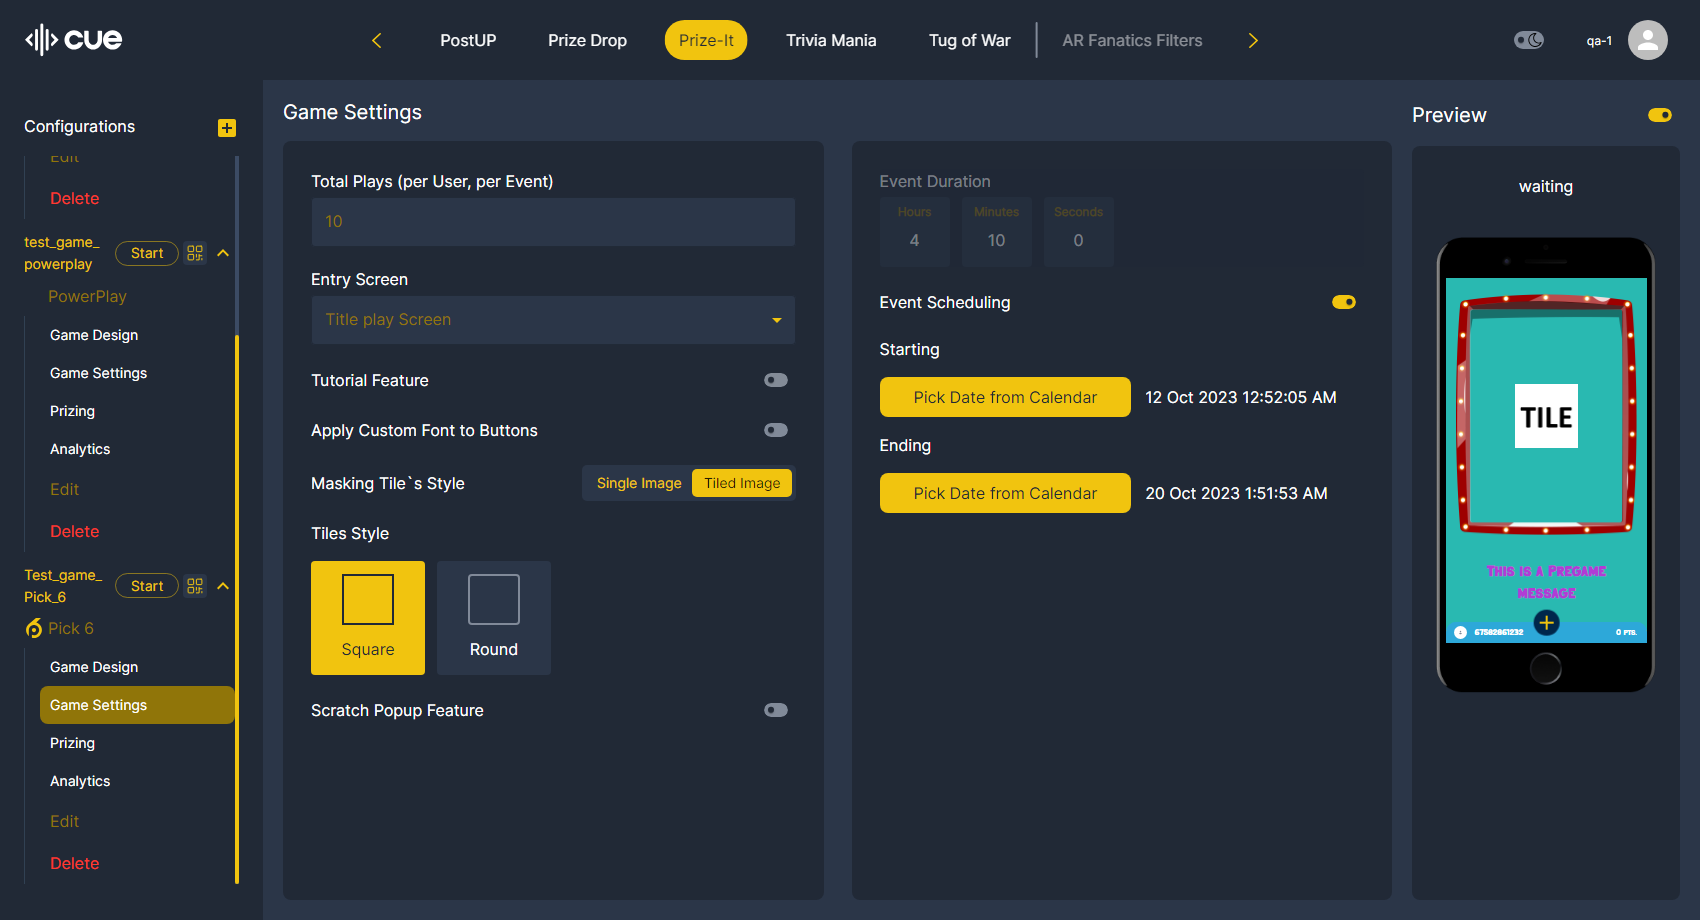 cue
PostUP
Prize Drop
Prize-It
Trivia Mania
Tug of War
AR Fanatics Filters
qa-1
Configurations
Edit
Delete
test_game_
powerplay
Start
PowerPlay
Game Design
Game Settings
Prizing
Analytics
Edit
Delete
Test_game_
Pick_6
Start
Pick 6
Game Design
Game Settings
Prizing
Analytics
Edit
Delete
Game Settings
Total Plays (per User, per Event)
10
Entry Screen
Title play Screen
Tutorial Feature
Apply Custom Font to Buttons
Masking Tile`s Style
Single Image
Tiled Image
Tiles Style
Square
Round
Scratch Popup Feature
Event Duration
Hours
Minutes
Seconds
4
10
0
Event Scheduling
Starting
Pick Date from Calendar
12 Oct 2023 12:52:05 AM
Ending
Pick Date from Calendar
20 Oct 2023 1:51:53 AM
Preview
waiting
TILE
THIS IS A PREGAME
MESSAGE
0 PTS.